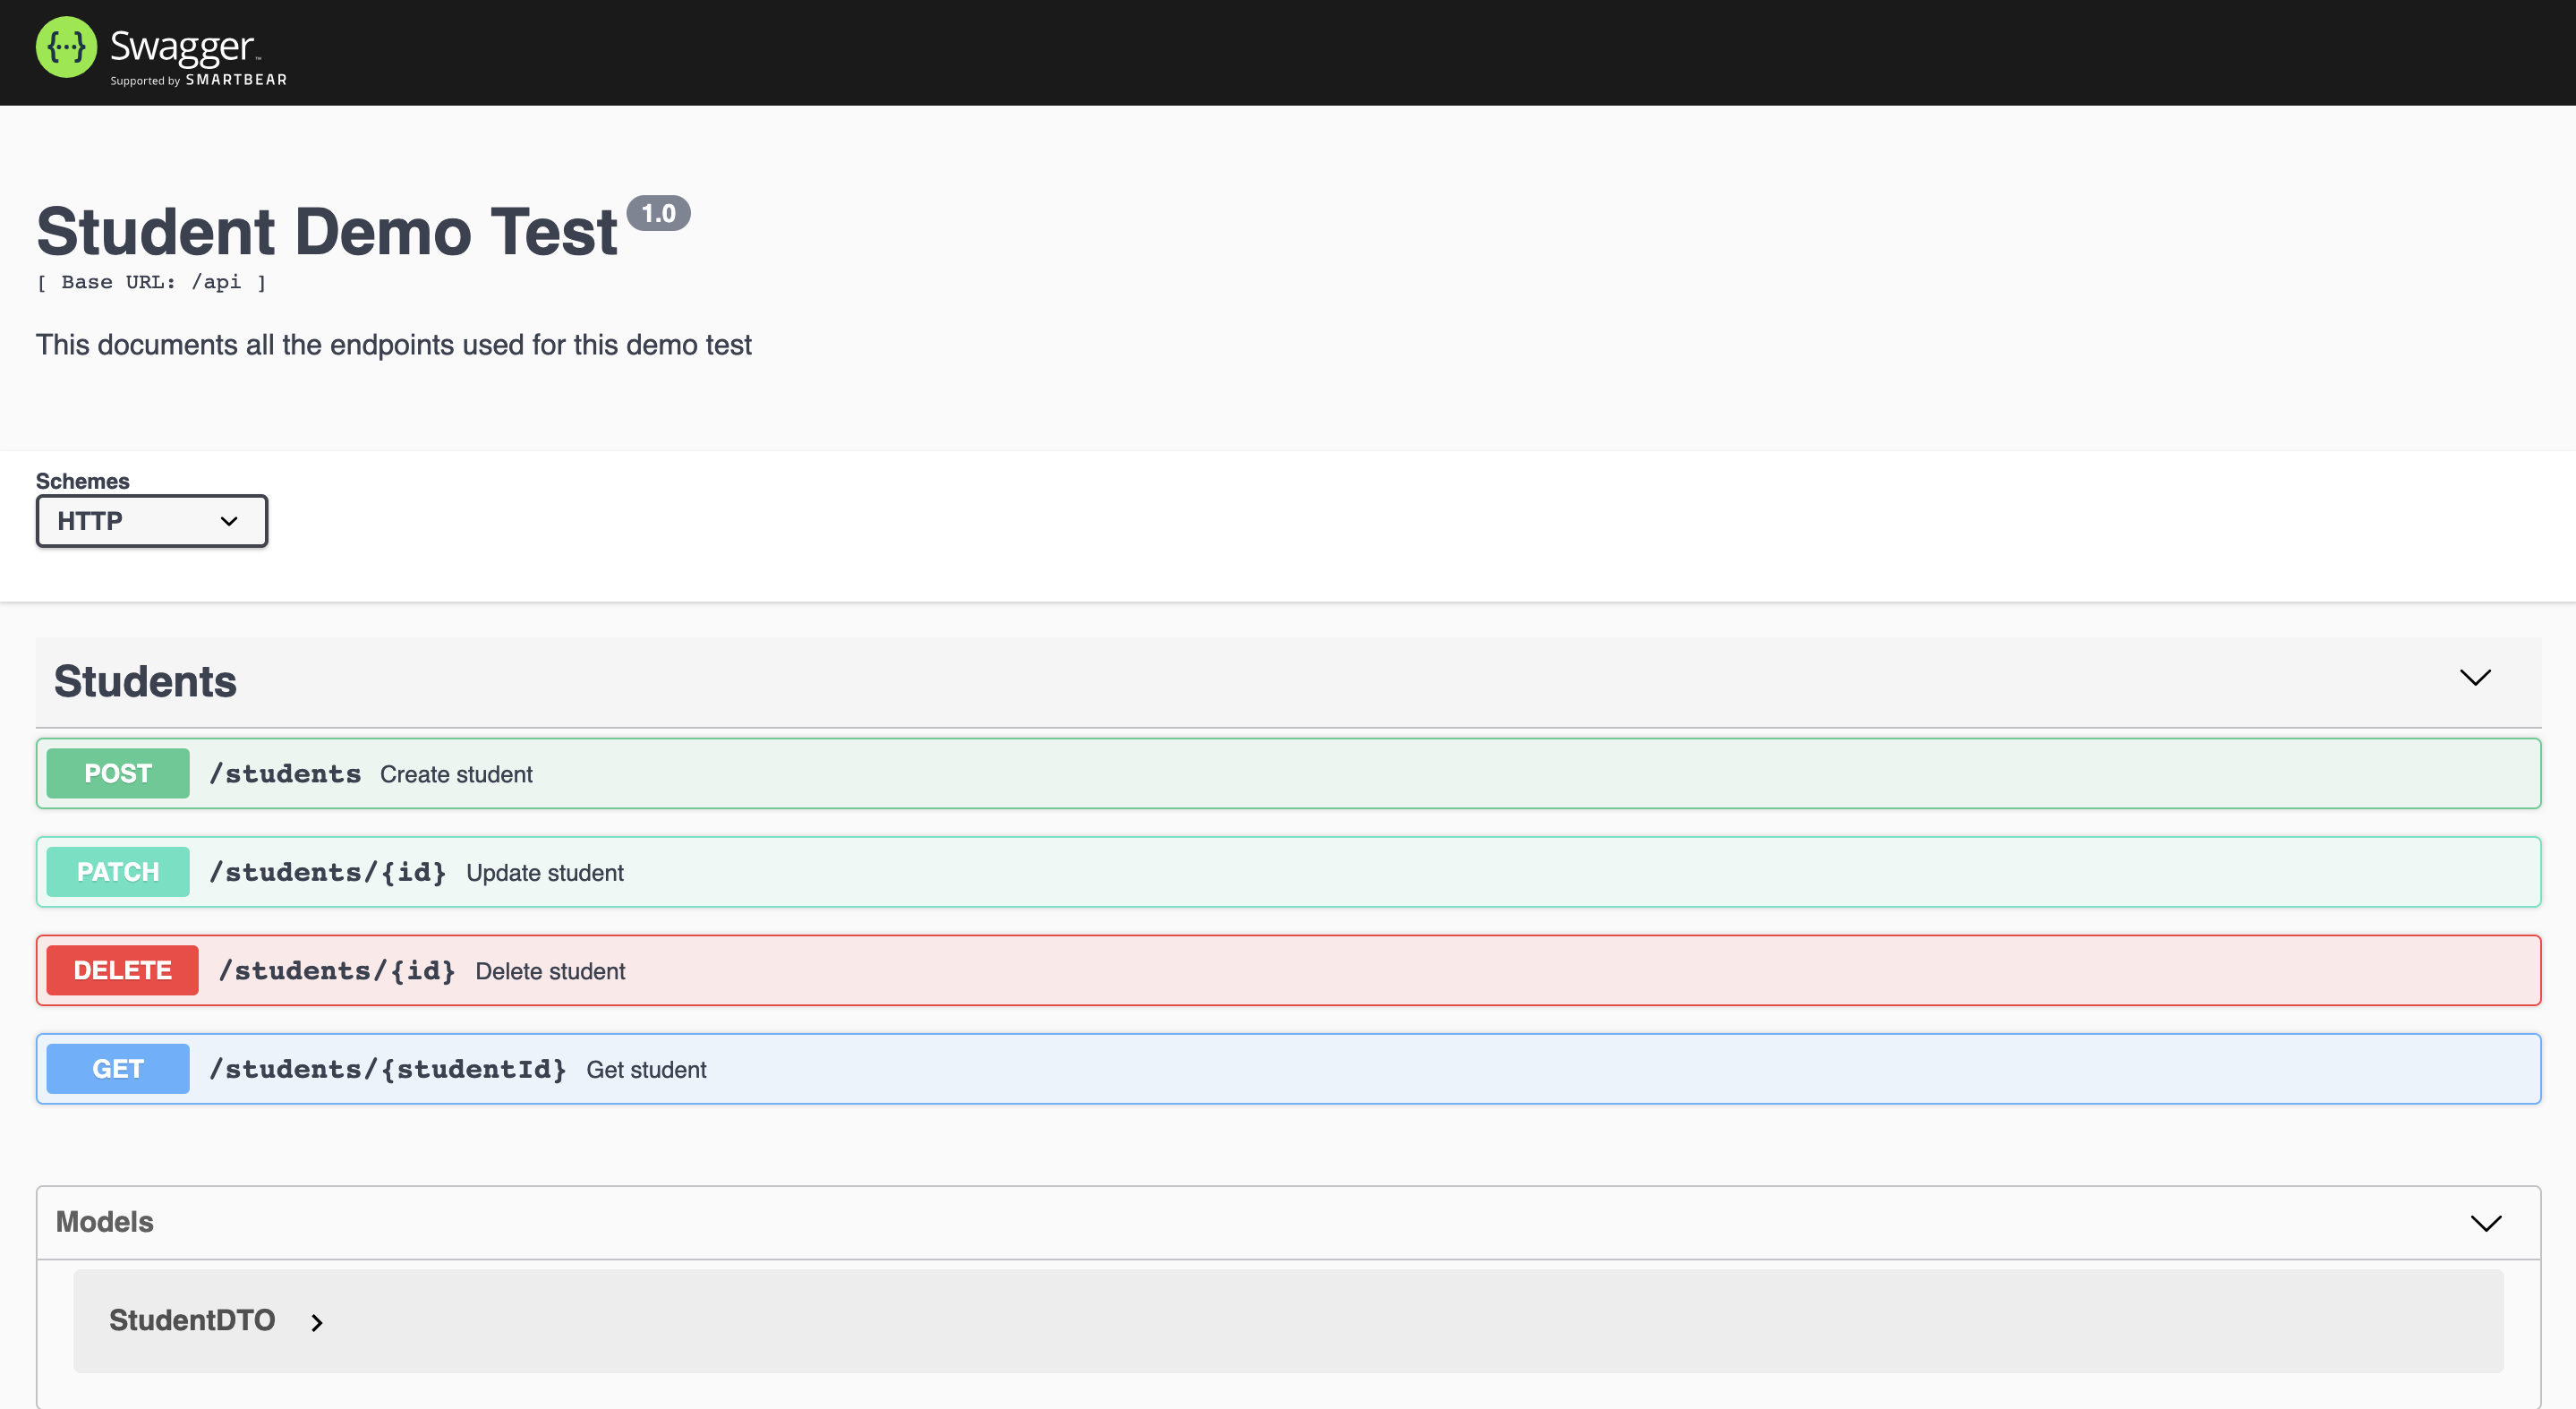 {···} Swagger™
Supported by SMARTBEAR
Student Demo Test 1.0
[ Base URL: /api ]
This documents all the endpoints used for this demo test
Schemes
HTTP
Students
POST /students Create student
PATCH /students/{id} Update student
DELETE /students/{id} Delete student
GET /students/{studentId} Get student
Models
StudentDTO